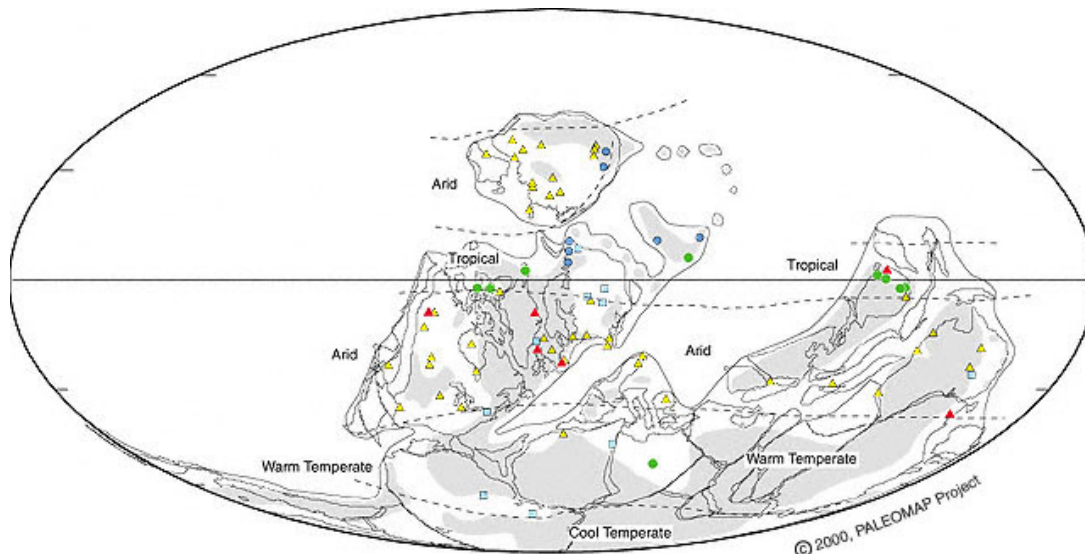 Arid
Tropical
Tropical
Arid
Arid
Warm Temperate
Warm Temperate
Cool Temperate
© 2000, PALEOMAP Project